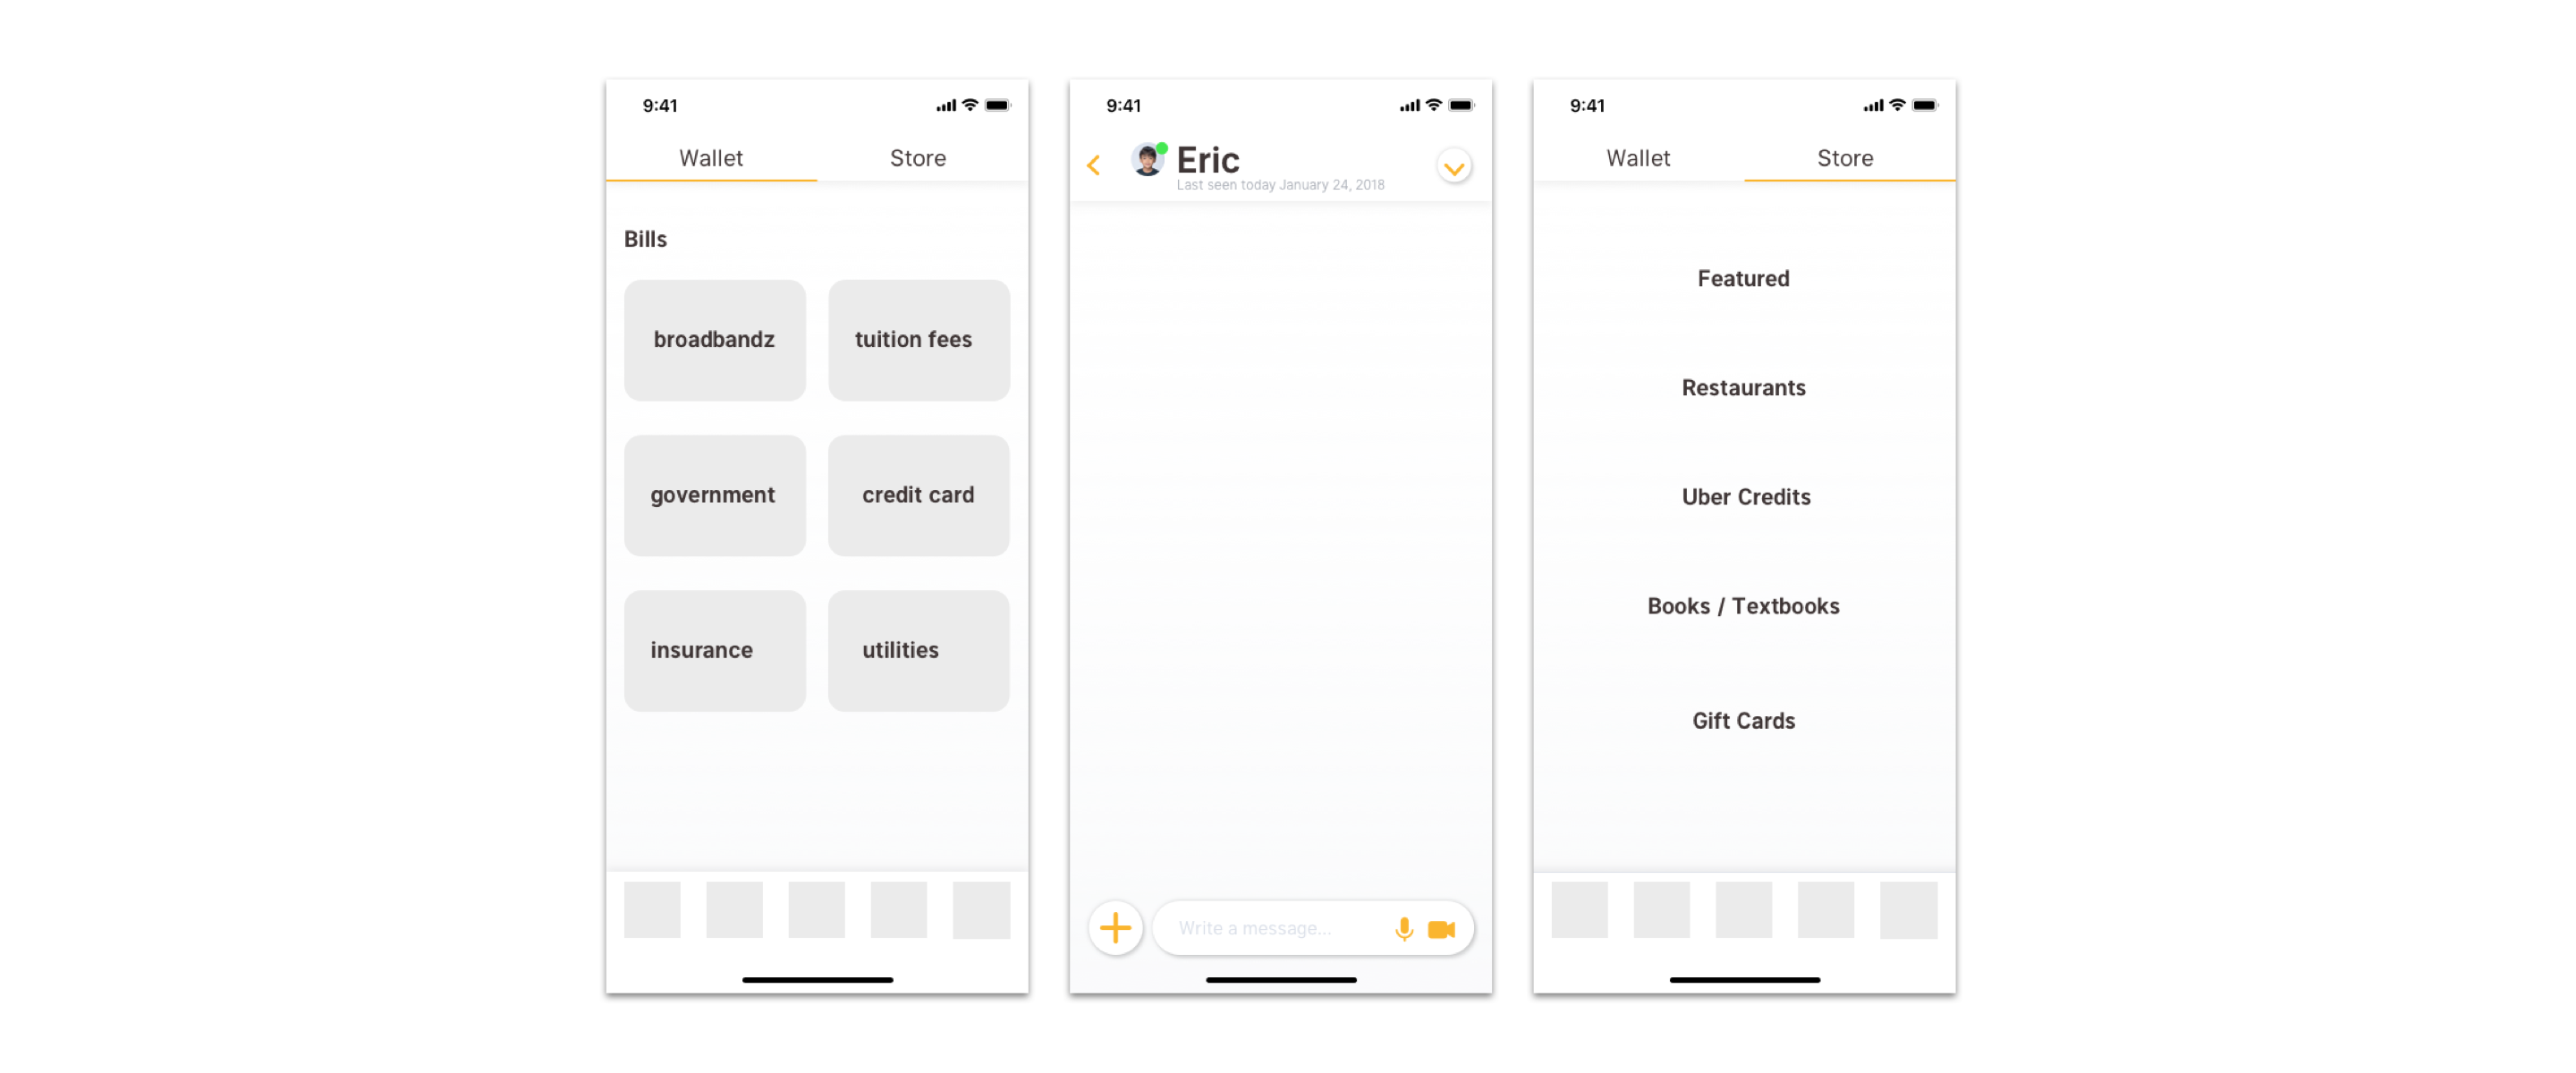 9:41
Wallet Store
Bills
broadbandz tuition fees
government credit card
insurance utilities
9:41
Eric
Last seen today January 24, 2018
Write a message...
9:41
Wallet Store
Featured
Restaurants
Uber Credits
Books / Textbooks
Gift Cards